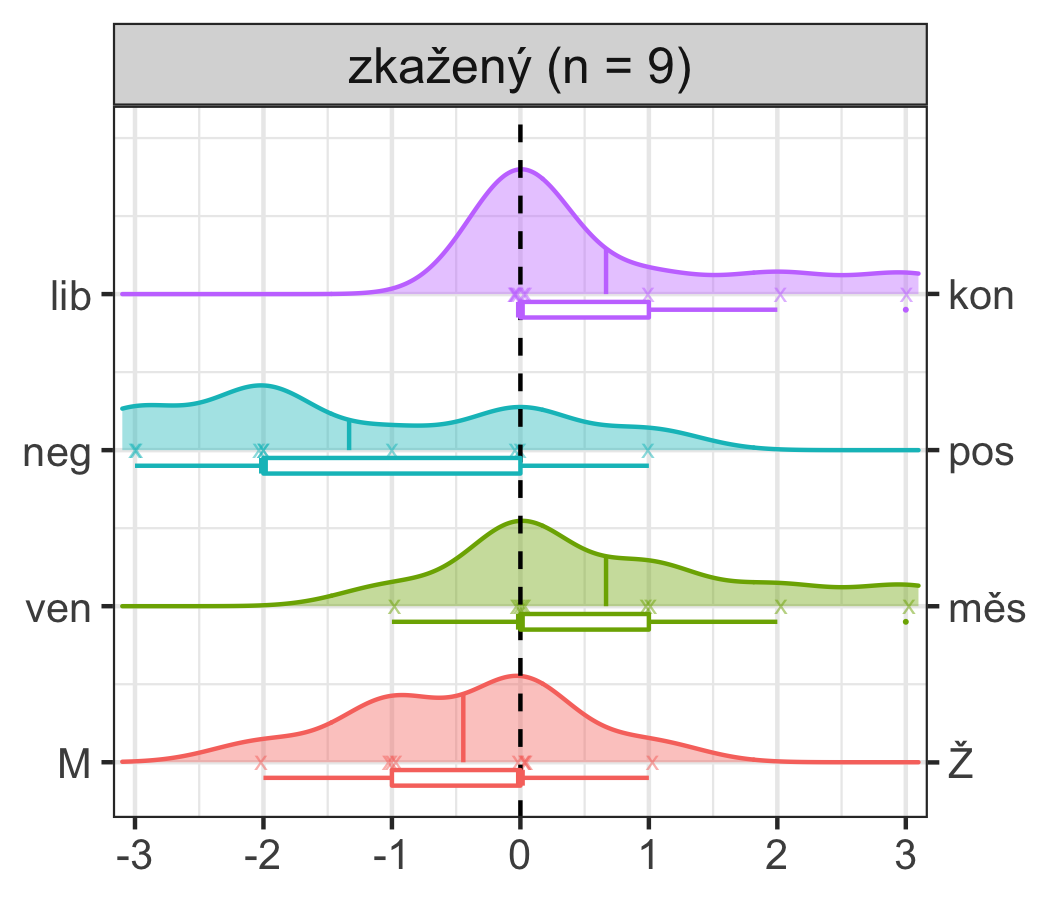 zkažený (n = 9)
lib kon
neg pos
ven měs
M Ž
-3 -2 -1 0 1 2 3